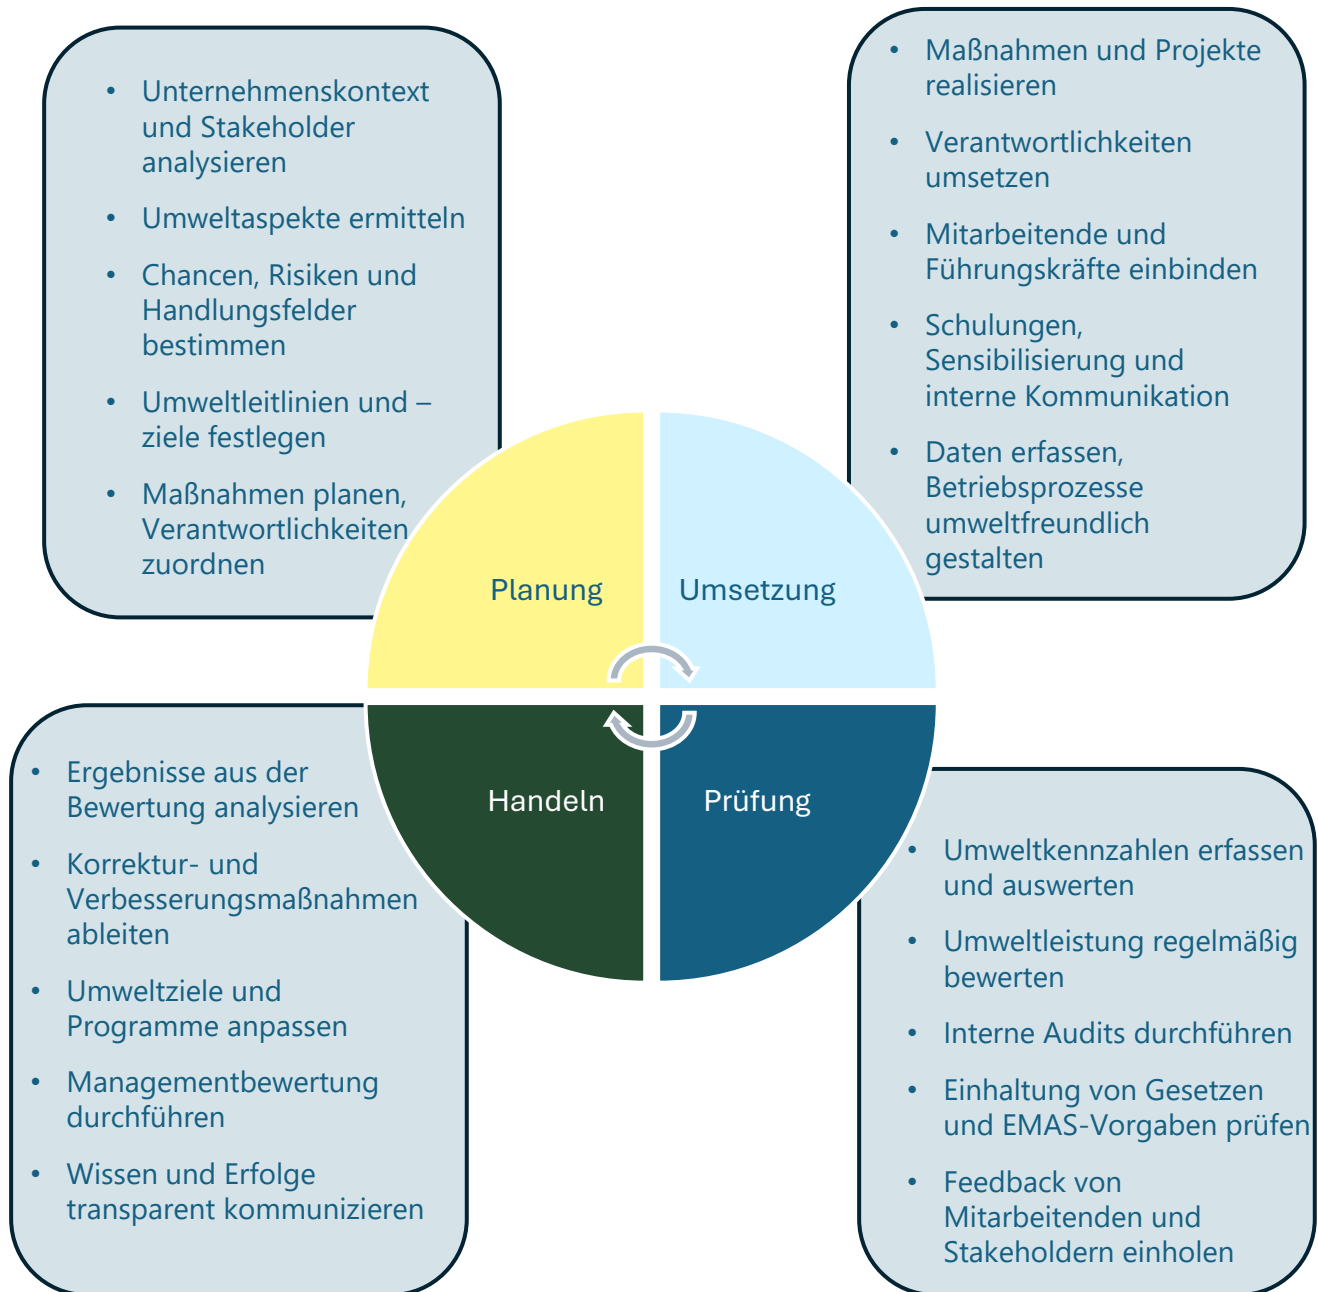 • Unternehmenskontext
und Stakeholder
analysieren
• Umweltaspekte ermitteln
• Chancen, Risiken und
Handlungsfelder
bestimmen
• Umweltleitlinien und –
ziele festlegen
• Maßnahmen planen,
Verantwortlichkeiten
zuordnen
• Maßnahmen und Projekte
realisieren
• Verantwortlichkeiten
umsetzen
• Mitarbeitende und
Führungskräfte einbinden
• Schulungen,
Sensibilisierung und
interne Kommunikation
• Daten erfassen,
Betriebsprozesse
umweltfreundlich
gestalten
Planung
Umsetzung
Handeln
Prüfung
• Ergebnisse aus der
Bewertung analysieren
• Korrektur- und
Verbesserungsmaßnahmen
ableiten
• Umweltziele und
Programme anpassen
• Managementbewertung
durchführen
• Wissen und Erfolge
transparent kommunizieren
• Umweltkennzahlen erfassen
und auswerten
• Umweltleistung regelmäßig
bewerten
• Interne Audits durchführen
• Einhaltung von Gesetzen
und EMAS-Vorgaben prüfen
• Feedback von
Mitarbeitenden und
Stakeholdern einholen